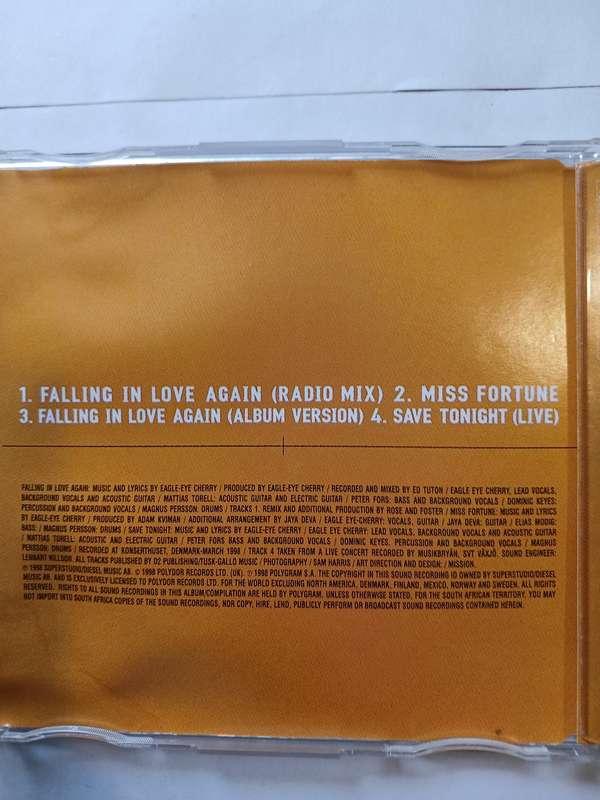 1. FALLING IN LOVE AGAIN (RADIO MIX) 2. MISS FORTUNE
3. FALLING IN LOVE AGAIN (ALBUM VERSION) 4. SAVE TONIGHT (LIVE)
FALLING IN LOVE AGAIN: MUSIC AND LYRICS BY EAGLE-EYE CHERRY / PRODUCED BY EAGLE-EYE CHERRY / RECORDED AND MIXED BY ED TUTON / EAGLE EYE CHERRY, LEAD VOCALS,
BACKGROUND VOCALS AND ACOUSTIC GUITAR / MATTIAS TORELL: ACOUSTIC GUITAR AND ELECTRIC GUITAR / PETER FORS: BASS AND BACKGROUND VOCALS / DOMINIC KEYES:
PERCUSSION AND BACKGROUND VOCALS / MAGNUS PERSSON: DRUMS / TRACKS 1. REMIX AND ADDITIONAL PRODUCTION BY ROSE AND FOSTER / MISS FORTUNE: MUSIC AND LYRICS
BY EAGLE-EYE CHERRY / PRODUCED BY ADAM KVIMAN / ADDITIONAL ARRANGEMENT BY JAYA DEVA / EAGLE EYE-CHERRY: VOCALS, GUITAR / JAYA DEVA: GUITAR / ELIAS MODIG:
BASS / MAGNUS PERSSON: DRUMS / SAVE TONIGHT: MUSIC AND LYRICS BY EAGLE-EYE CHERRY / EAGLE EYE CHERRY: LEAD VOCALS, BACKGROUND VOCALS AND ACOUSTIC GUITAR
/ MATTIAS TORELL: ACOUSTIC AND ELECTRIC GUITAR / PETER FORS BASS AND BACKGROUND VOCALS / DOMINIC KEYES. PERCUSSION AND BACKGROUND VOCALS / MAGNUS
PERSSON: DRUMS / RECORDED AT KONSERTHUSET, DENMARK-MARCH 1998 / TRACK 4 TAKEN FROM A LIVE CONCERT RECORDED BY MUSIKBRYÅN, SVT VÄXJÖ. SOUND ENGINEER:
LENNART NILSSON. ALL TRACKS PUBLISHED BY D2 PUBLISHING/TUSK-GALLO MUSIC / PHOTOGRAPHY / SAM HARRIS / ART DIRECTION AND DESIGN: / MISSION.
℗ 1998 SUPERSTUDIO/DIESEL MUSIC AB. © 1998 POLYDOR RECORDS LTD. (UK). ℗ 1998 POLYGRAM S.A. THE COPYRIGHT IN THIS SOUND RECORDING ID OWNED BY SUPERSTUDIO/DIESEL
MUSIC AB. AND IS EXCLUSIVELY LICENSED TO POLYDOR RECORDS LTD. FOR THE WORLD EXCLUDING NORTH AMERICA, DENMARK, FINLAND, MEXICO, NORWAY AND SWEDEN. ALL RIGHTS
RESERVED. RIGHTS TO ALL SOUND RECORDINGS IN THIS ALBUM/COMPILATION ARE HELD BY POLYGRAM, UNLESS OTHERWISE STATED, FOR THE SOUTH AFRICAN TERRITORY. YOU MAY
NOT IMPORT INTO SOUTH AFRICA COPIES OF THE SOUND RECORDINGS, NOR COPY, HIRE, LEND, PUBLICLY PERFORM OR BROADCAST SOUND RECORDINGS CONTAINED HEREIN.